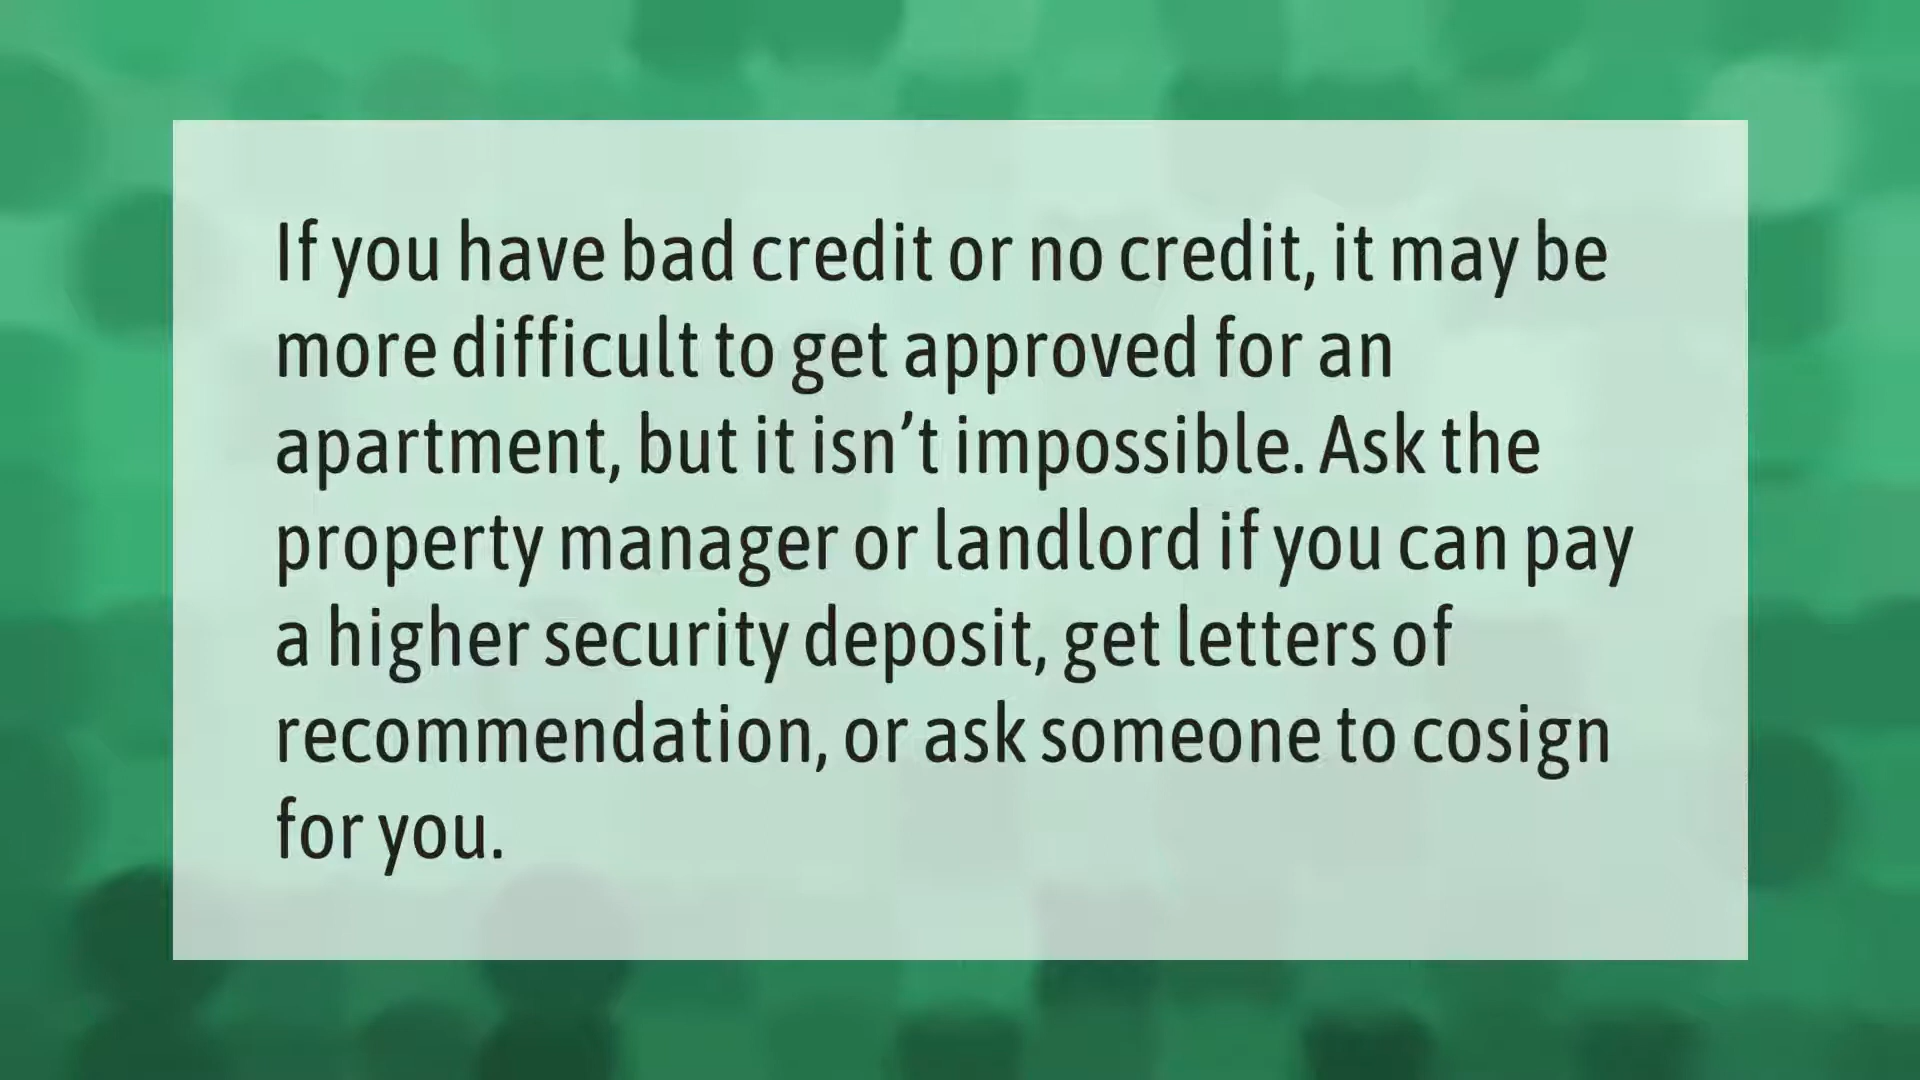 If you have bad credit or no credit, it may be
more difficult to get approved for an
apartment, but it isn’t impossible. Ask the
property manager or landlord if you can pay
a higher security deposit, get letters of
recommendation, or ask someone to cosign
for you.